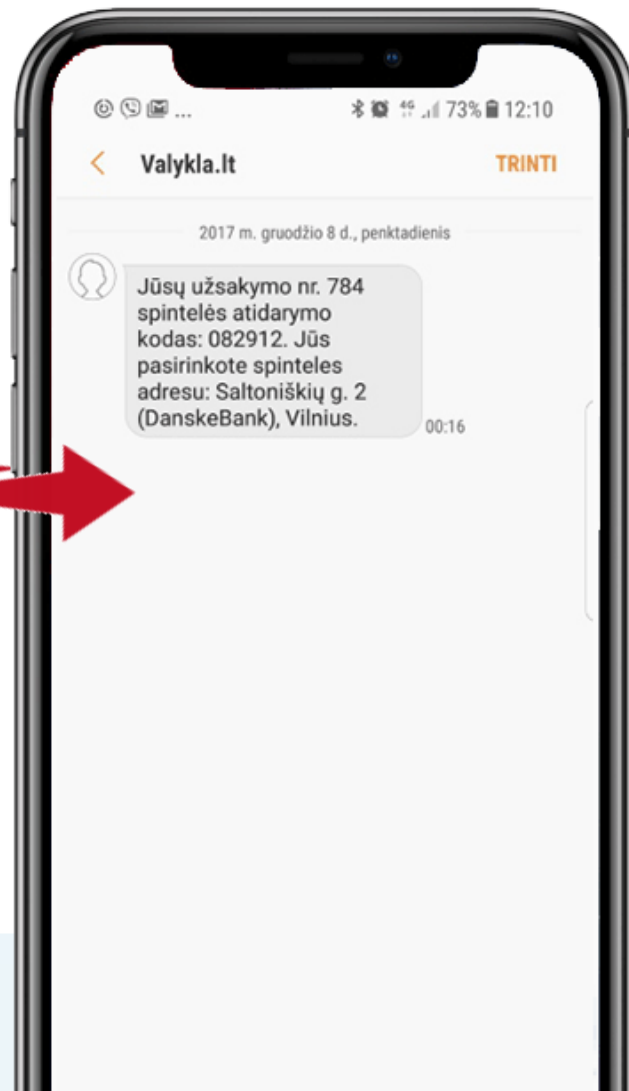 ... 4G 73% 12:10
Valykla.lt TRINTI
2017 m. gruodžio 8 d., penktadienis
Jūsų užsakymo nr. 784
spintelės atidarymo
kodas: 082912. Jūs
pasirinkote spinteles
adresu: Saltoniškių g. 2
(DanskeBank), Vilnius.
00:16